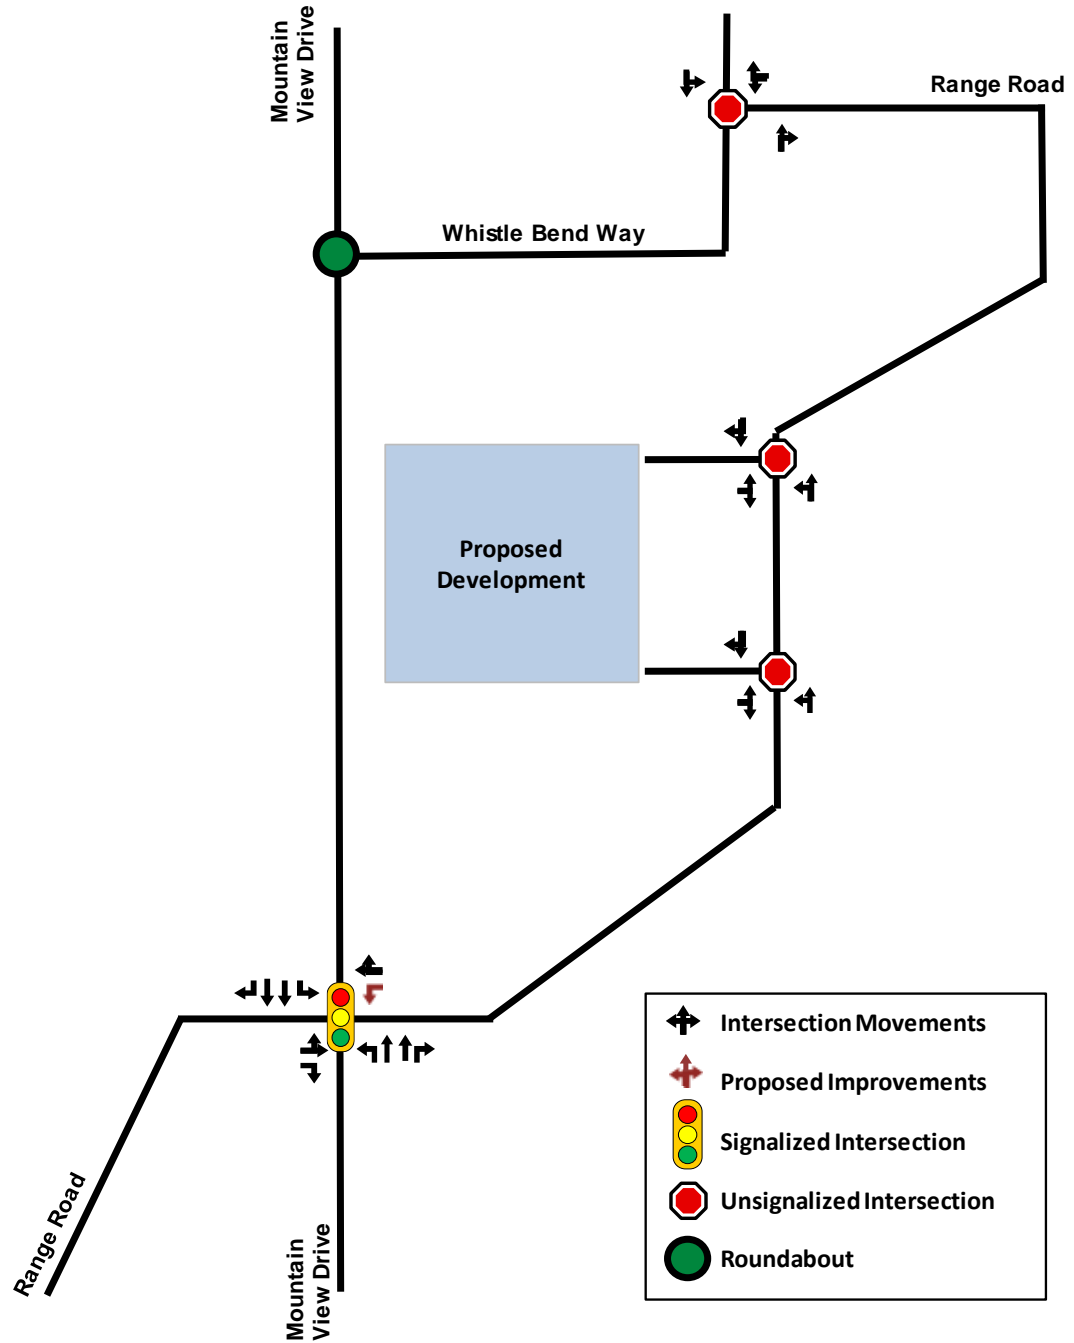 Mountain
View Drive
Range Road
Whistle Bend Way
Proposed
Development
Intersection Movements
Proposed Improvements
Signalized Intersection
Unsignalized Intersection
Roundabout
Range Road
Mountain
View Drive